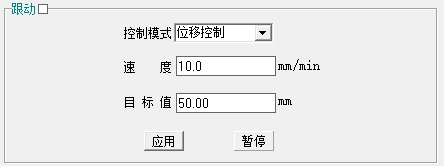 跟动
控制模式 位移控制
速 度 10.0 mm/min
目 标 值 50.00 mm
应用 暂停